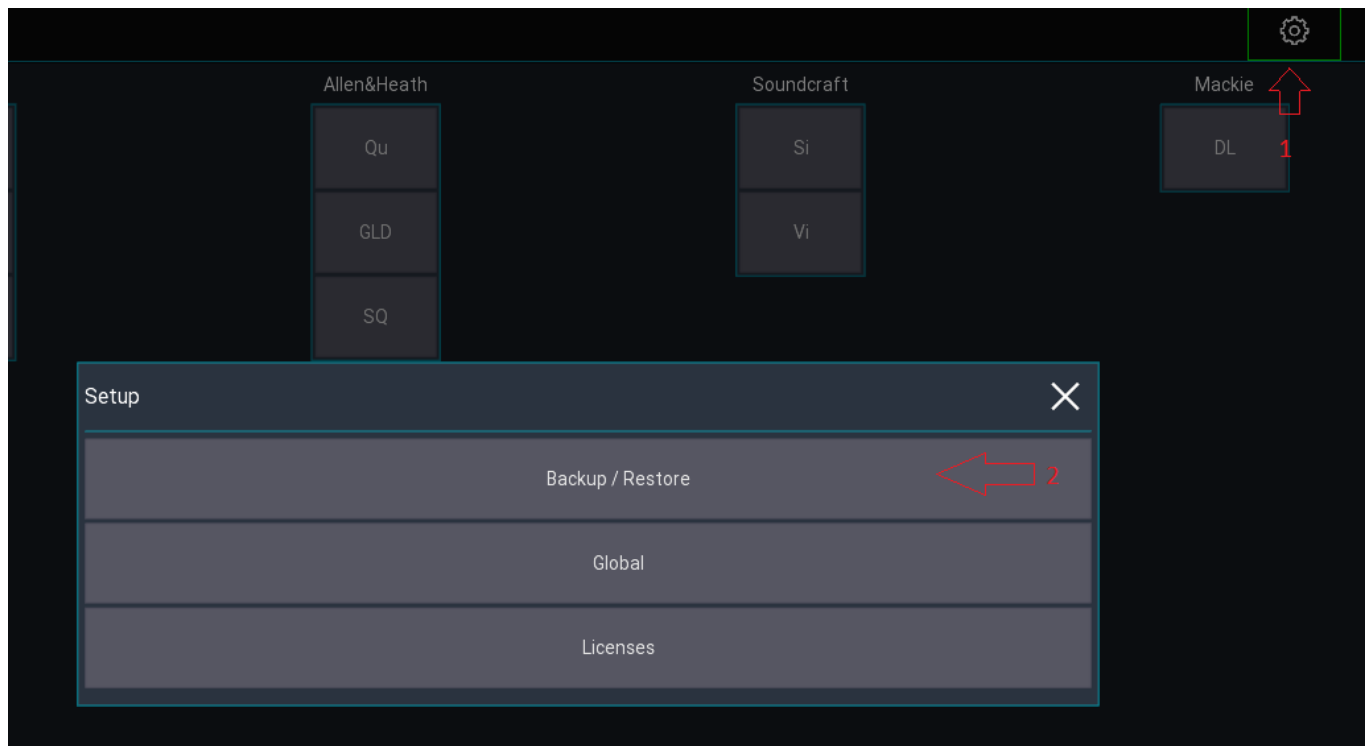 Allen&Heath
Soundcraft
Mackie
Qu
Si
DL
1
GLD
Vi
SQ
Setup
Backup / Restore
2
Global
Licenses